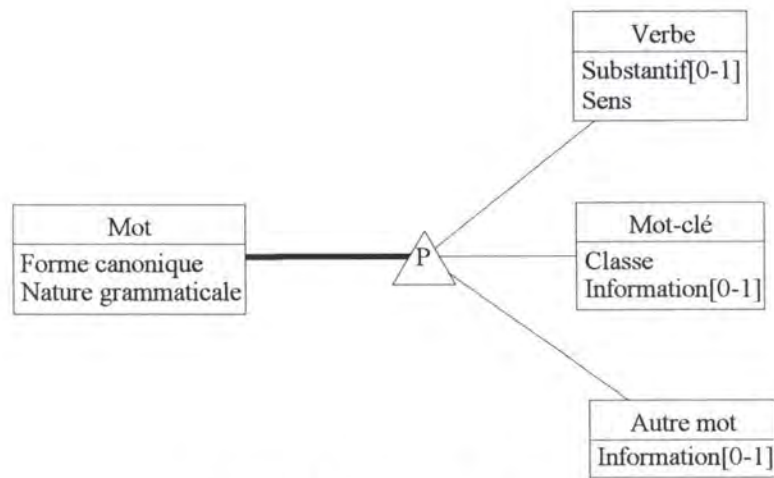 Verbe
Substantif[0-1]
Sens
Mot
Forme canonique
Nature grammaticale
P
Mot-clé
Classe
Information[0-1]
Autre mot
Information[0-1]